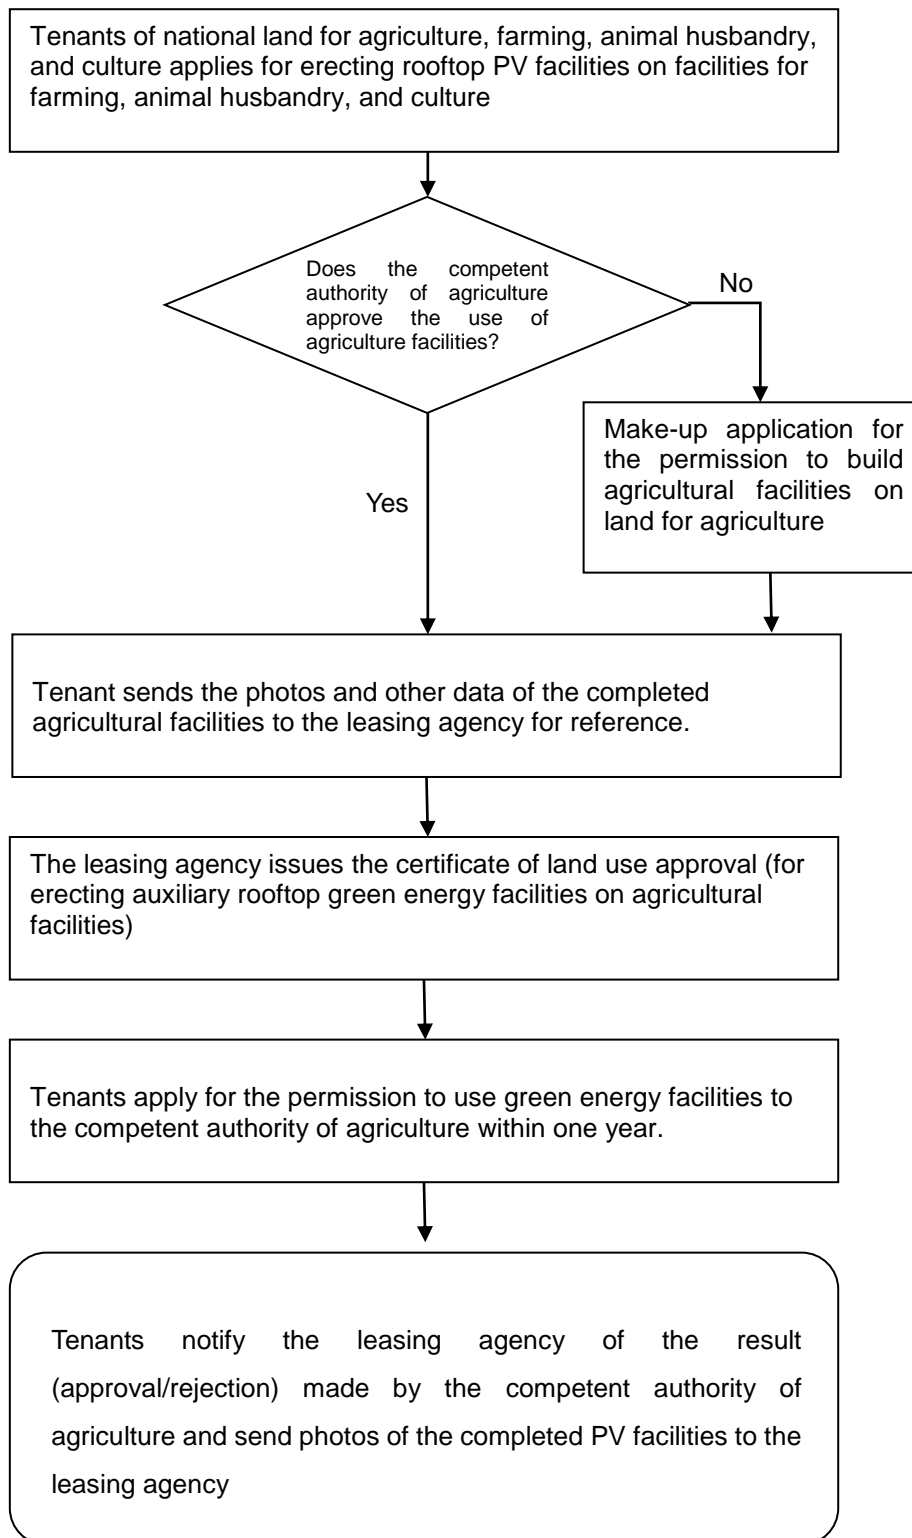 Tenants of national land for agriculture, farming, animal husbandry,
and culture applies for erecting rooftop PV facilities on facilities for
farming, animal husbandry, and culture
Does the competent
authority of agriculture
approve the use of
agriculture facilities?
No
Make-up application for
the permission to build
agricultural facilities on
land for agriculture
Yes
Tenant sends the photos and other data of the completed
agricultural facilities to the leasing agency for reference.
The leasing agency issues the certificate of land use approval (for
erecting auxiliary rooftop green energy facilities on agricultural
facilities)
Tenants apply for the permission to use green energy facilities to
the competent authority of agriculture within one year.
Tenants notify the leasing agency of the result
(approval/rejection) made by the competent authority of
agriculture and send photos of the completed PV facilities to the
leasing agency